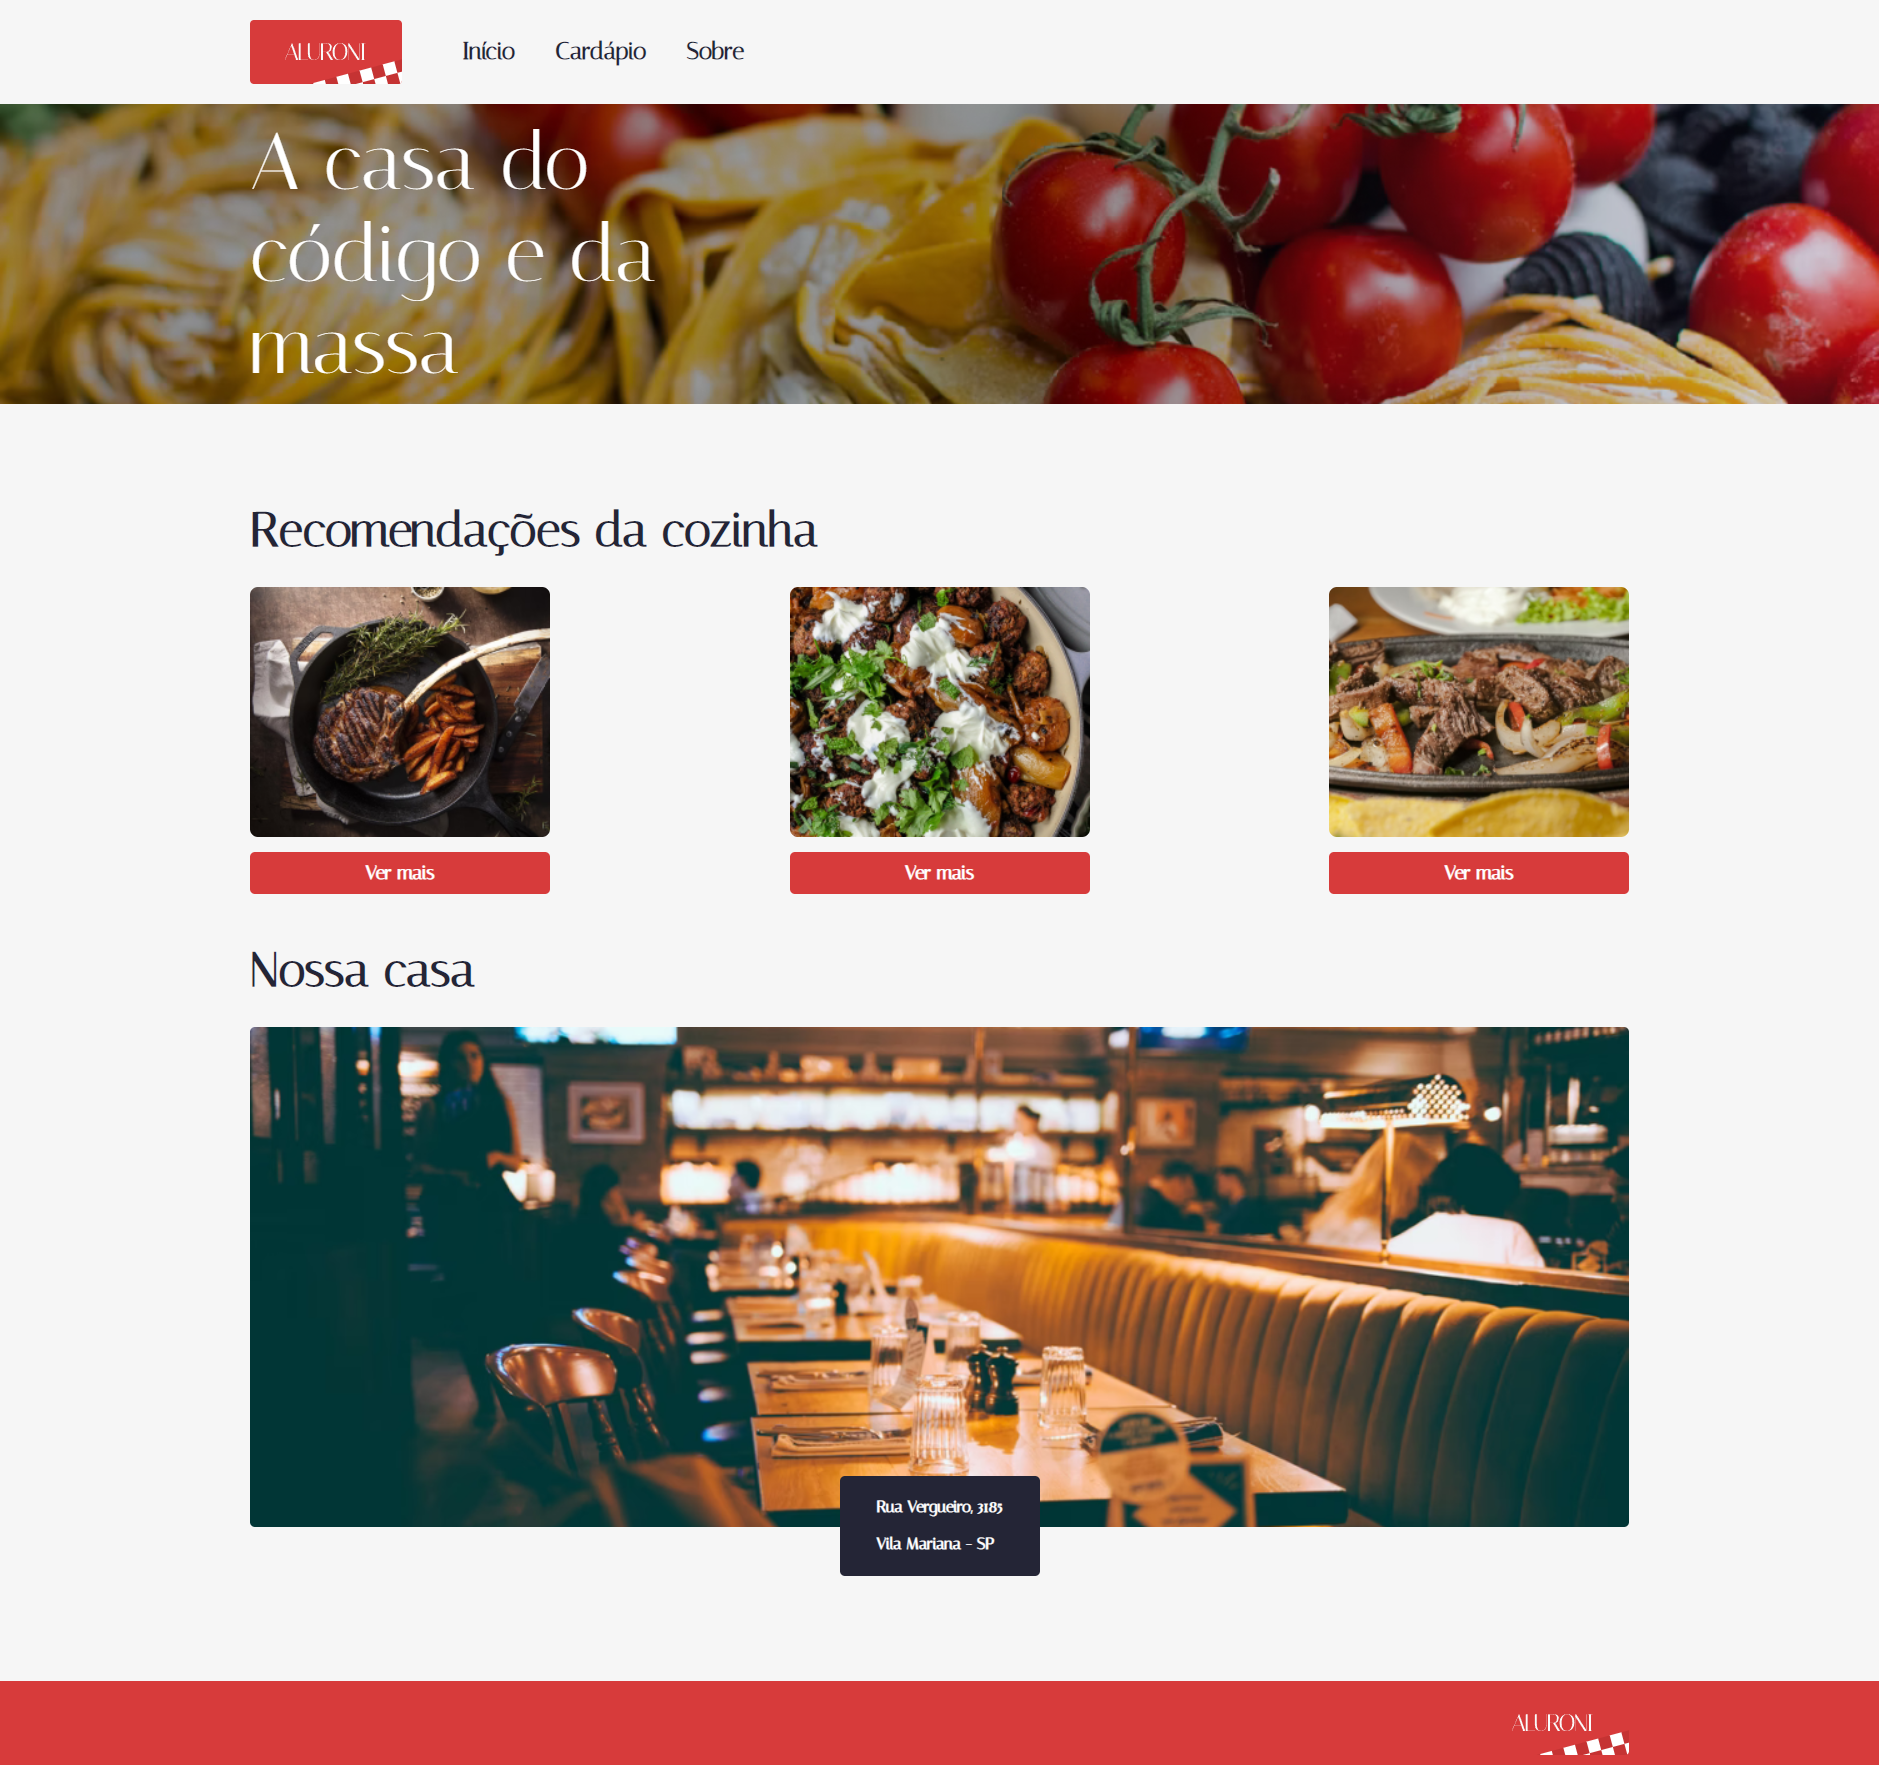 ALURONI
Início Cardápio Sobre
A casa do
código e da
massa
Recomendações da cozinha
Ver mais Ver mais Ver mais
Nossa casa
Rua Vergueiro, 3185
Vila Mariana - SP
ALURONI